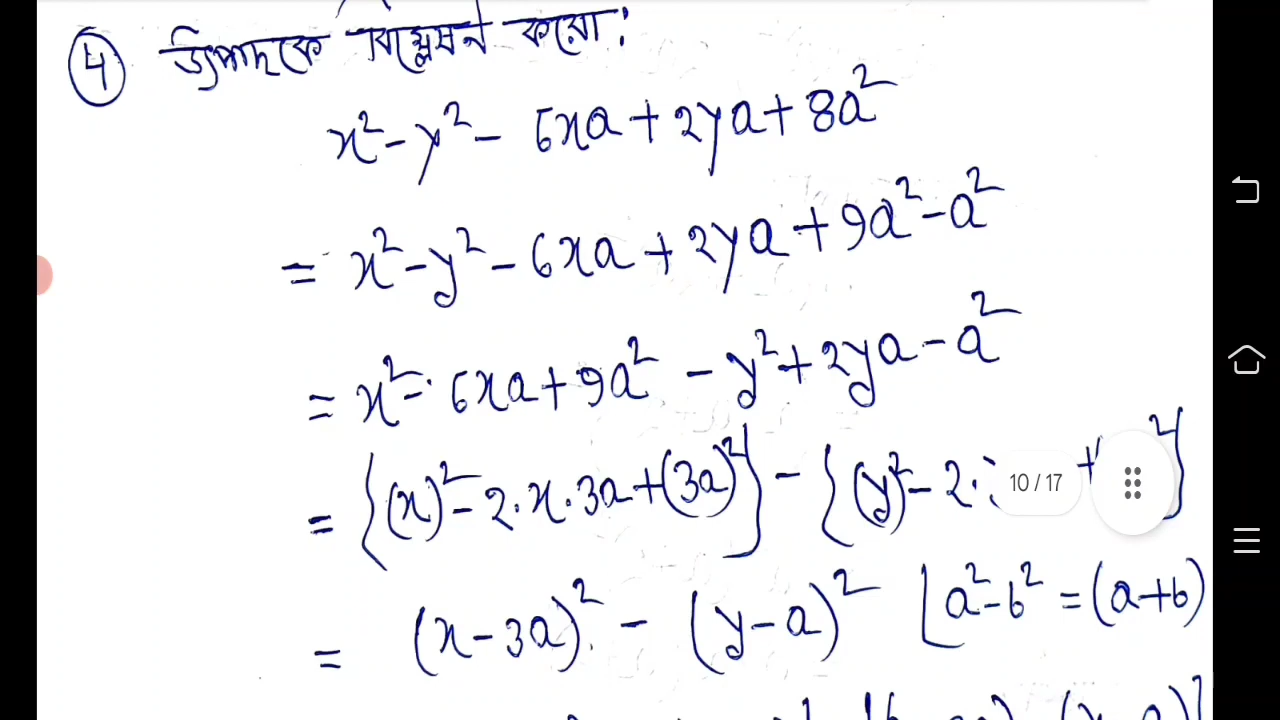 ④ উৎপাদকে বিশ্লেষণ করো:
x² - y² - 6xa + 2ya + 8a²
= x² - y² - 6xa + 2ya + 9a² - a²
= x² - 6xa + 9a² - y² + 2ya - a²
= {(x)² - 2·x·3a + (3a)²} - {(y)² - 2·
10/17
= (x - 3a)² - (y - a)² [a² - b² = (a+b)